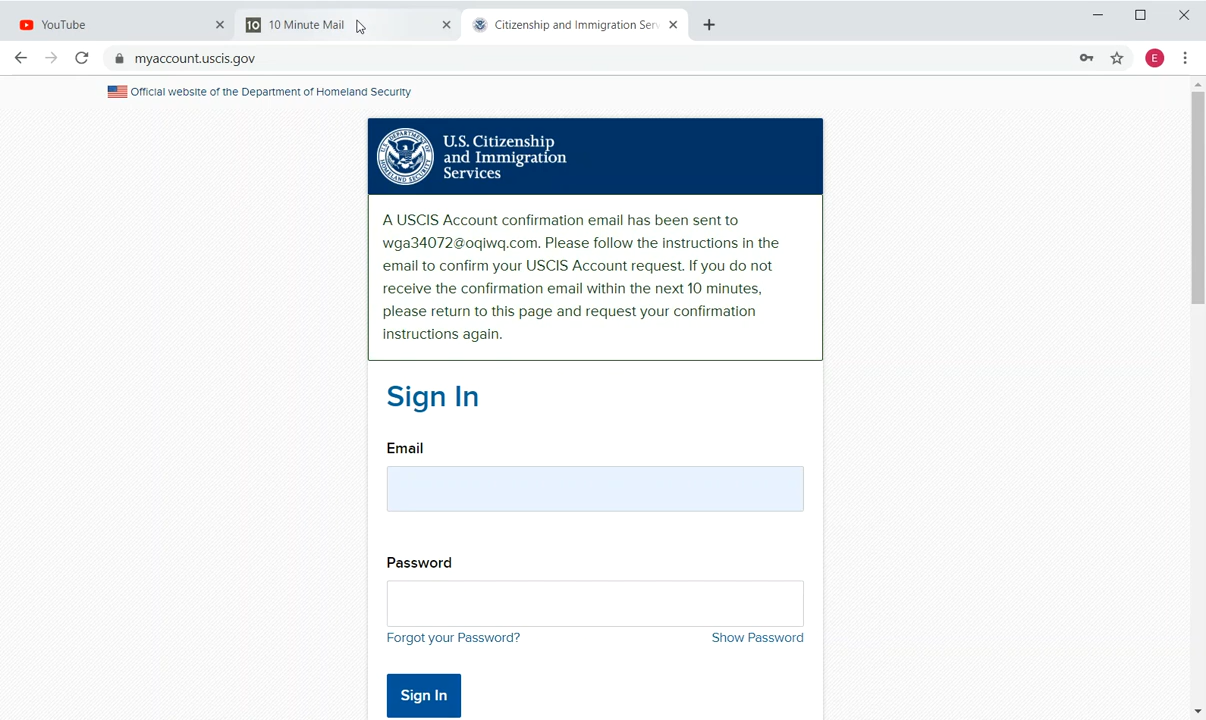 YouTube
10 10 Minute Mail
Citizenship and Immigration Ser
myaccount.uscis.gov
E
Official website of the Department of Homeland Security
U.S. Citizenship
and Immigration
Services
A USCIS Account confirmation email has been sent to
wga34072@oqiwq.com. Please follow the instructions in the
email to confirm your USCIS Account request. If you do not
receive the confirmation email within the next 10 minutes,
please return to this page and request your confirmation
instructions again.
Sign In
Email
Password
Forgot your Password?
Show Password
Sign In